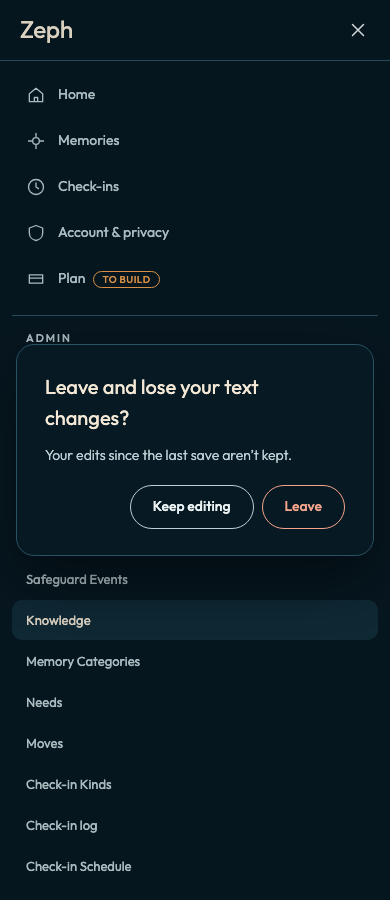 Zeph
Home
Memories
Check-ins
Account & privacy
Plan TO BUILD
ADMIN
Leave and lose your text
changes?
Your edits since the last save aren't kept.
Keep editing Leave
Safeguard Events
Knowledge
Memory Categories
Needs
Moves
Check-in Kinds
Check-in log
Check-in Schedule